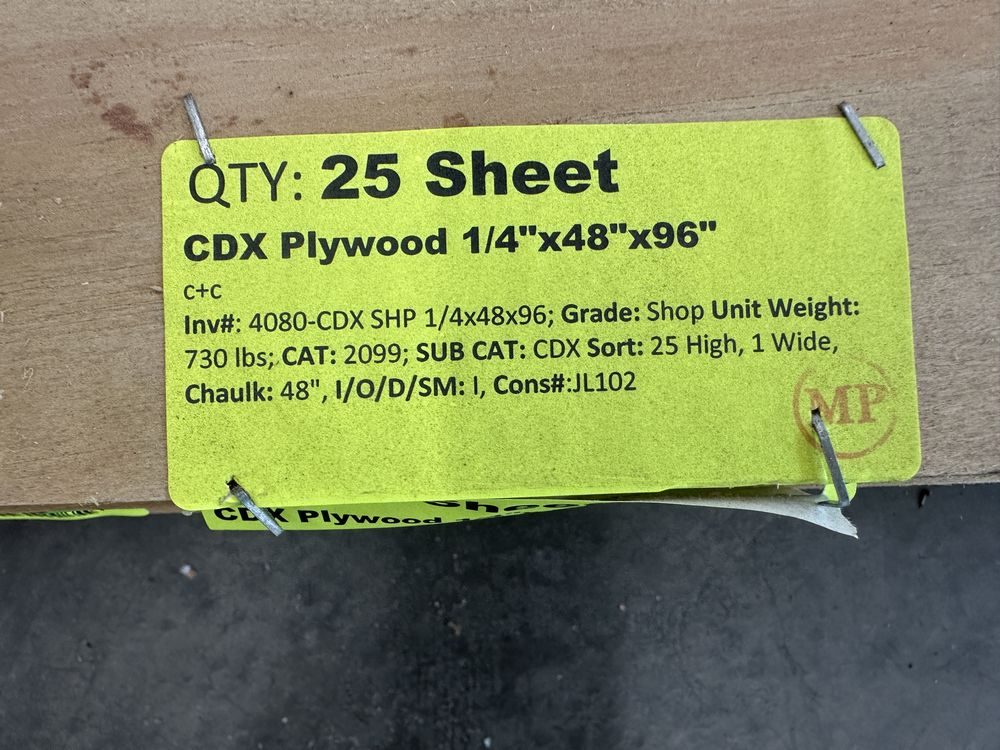 QTY: 25 Sheet
CDX Plywood 1/4"x48"x96"
c+c
Inv#: 4080-CDX SHP 1/4x48x96; Grade: Shop Unit Weight:
730 lbs; CAT: 2099; SUB CAT: CDX Sort: 25 High, 1 Wide,
Chaulk: 48", I/O/D/SM: I, Cons#:JL102
MP
Sheet
CDX Plywood